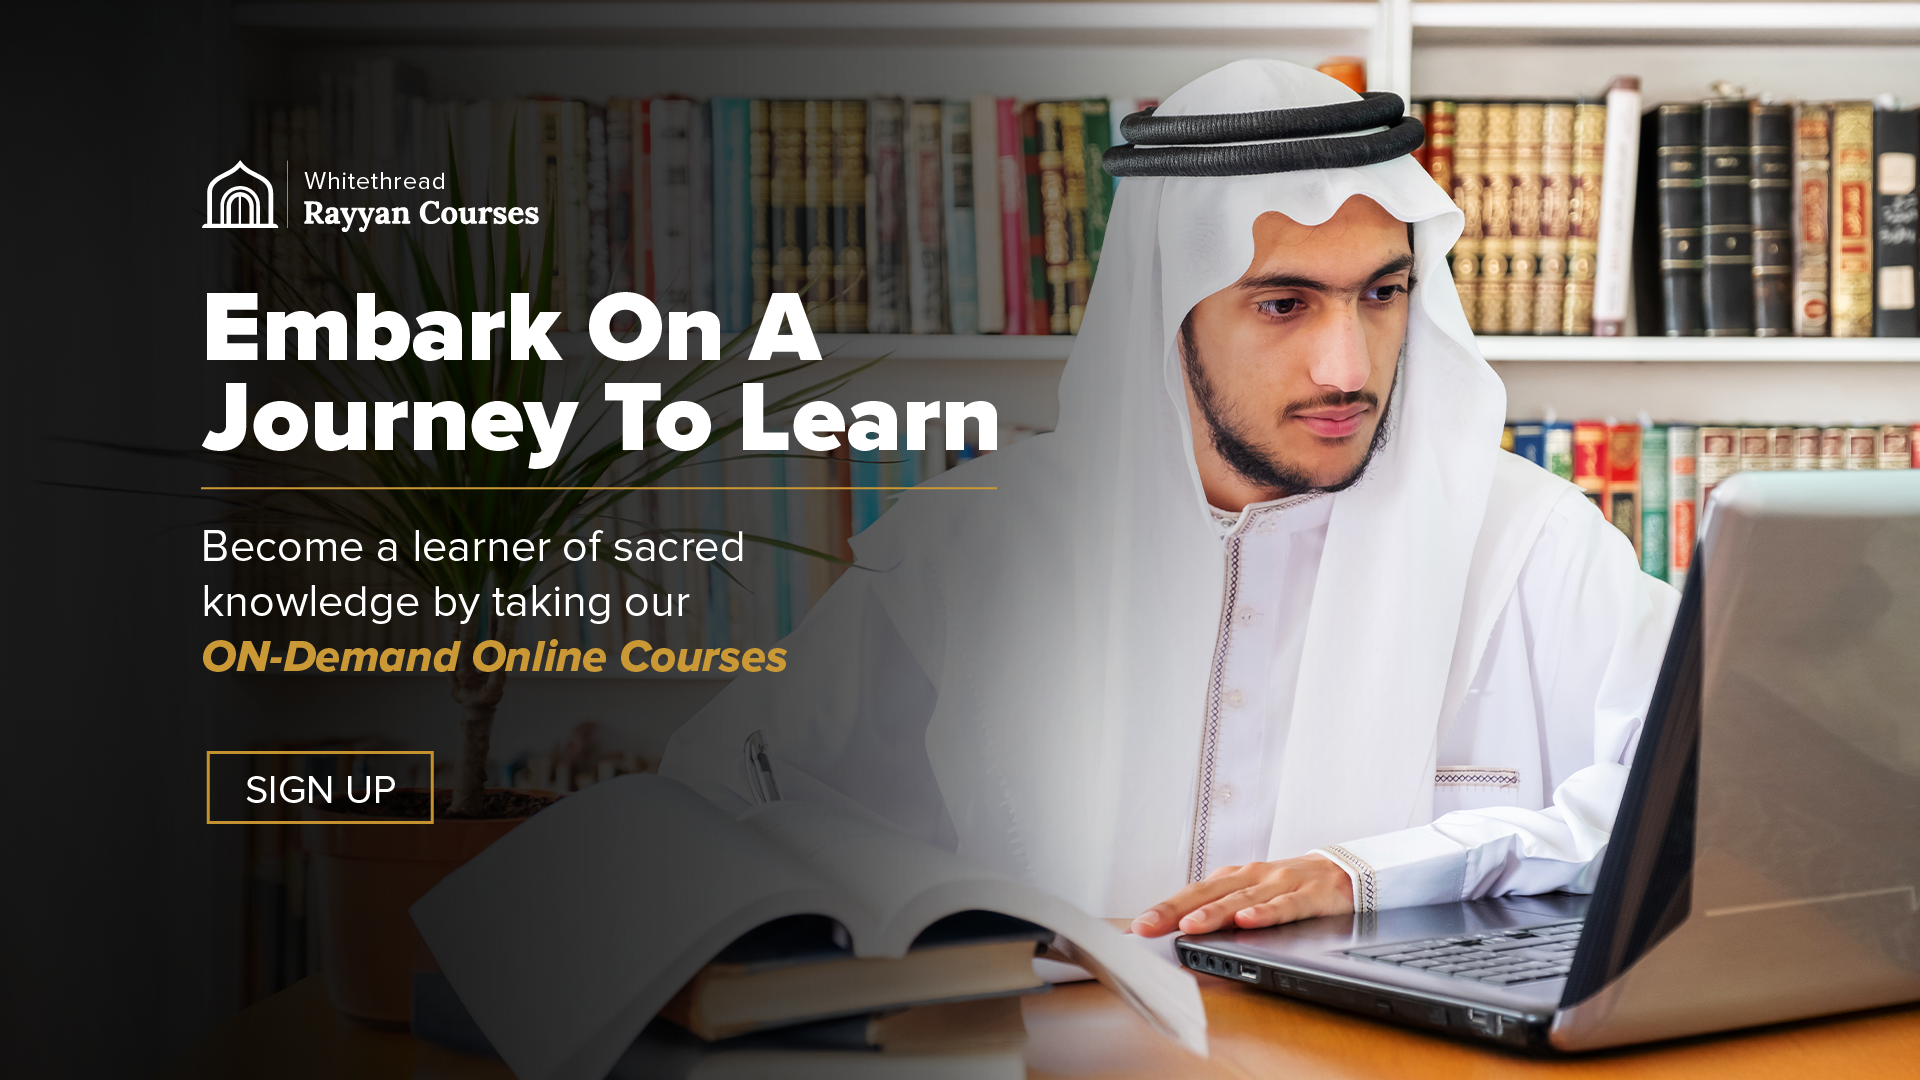 Whitethread
Rayyan Courses
Embark On A
Journey To Learn
Become a learner of sacred
knowledge by taking our
ON-Demand Online Courses
SIGN UP